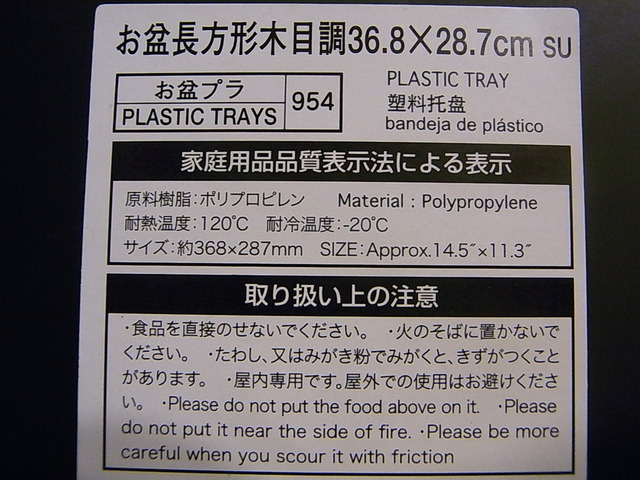 お盆長方形木目調36.8×28.7cm SU
お盆プラ
PLASTIC TRAYS
954
PLASTIC TRAY
塑料托盘
bandeja de plástico
家庭用品品質表示法による表示
原料樹脂:ポリプロピレン Material : Polypropylene
耐熱温度:120℃ 耐冷温度:-20℃
サイズ:約368×287mm SIZE:Approx.14.5″×11.3″
取り扱い上の注意
・食品を直接のせないでください。 ・火のそばに置かないで
ください。 ・たわし、又はみがき粉でみがくと、きずがつくこと
があります。 ・屋内専用です。屋外での使用はお避けくださ
い。 ・Please do not put the food above on it. ・Please
do not put it near the side of fire. ・Please be more
careful when you scour it with friction